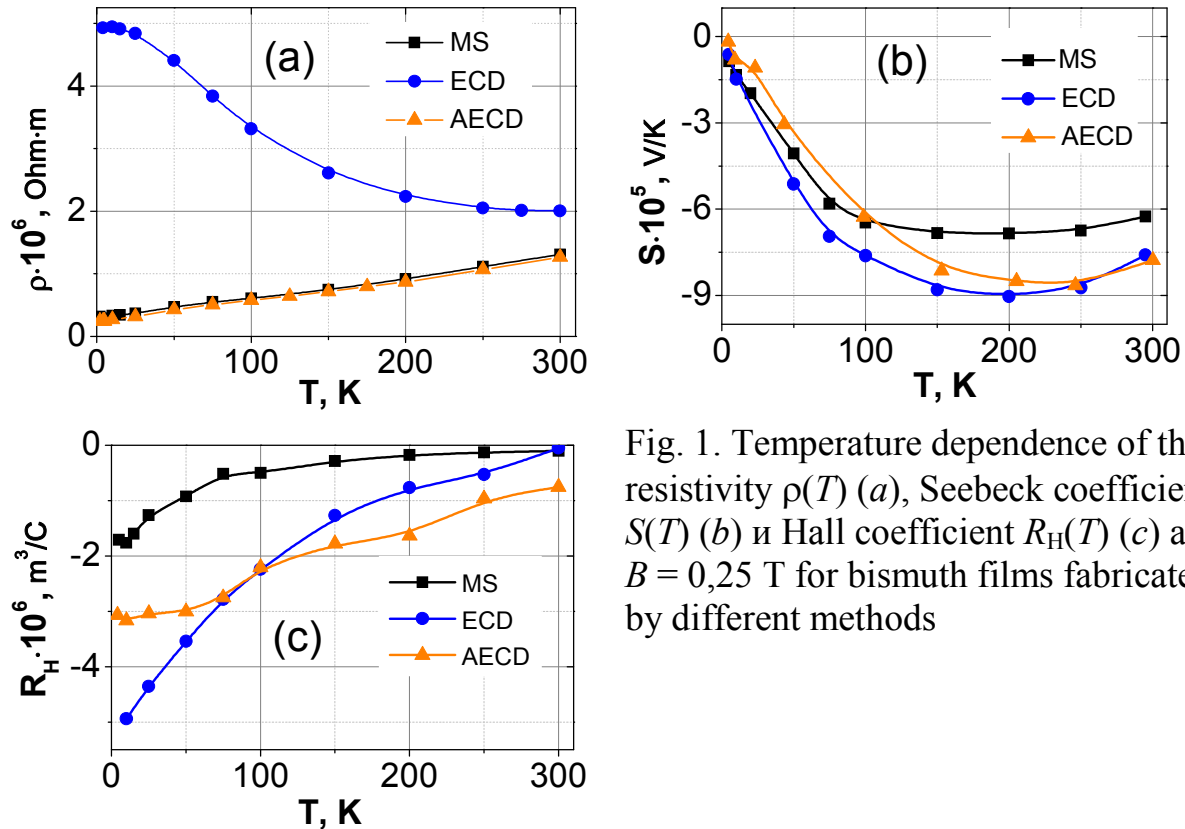 (a)
MS
ECD
AECD
ρ·10⁶, Ohm·m
4
2
0
0 100 200 300
T, K
(b)
MS
ECD
AECD
S·10⁵, V/K
0
-3
-6
-9
0 100 200 300
T, K
(c)
MS
ECD
AECD
R_H·10⁶, m³/C
0
-2
-4
0 100 200 300
T, K
Fig. 1. Temperature dependence of th
resistivity ρ(T) (a), Seebeck coefficie
S(T) (b) и Hall coefficient R_H(T) (c) a
B = 0,25 T for bismuth films fabricate
by different methods